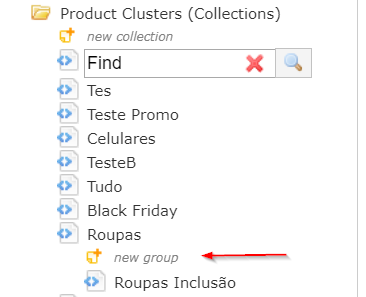 Product Clusters (Collections)
new collection
Find
Tes
Teste Promo
Celulares
TesteB
Tudo
Black Friday
Roupas
new group
Roupas Inclusão